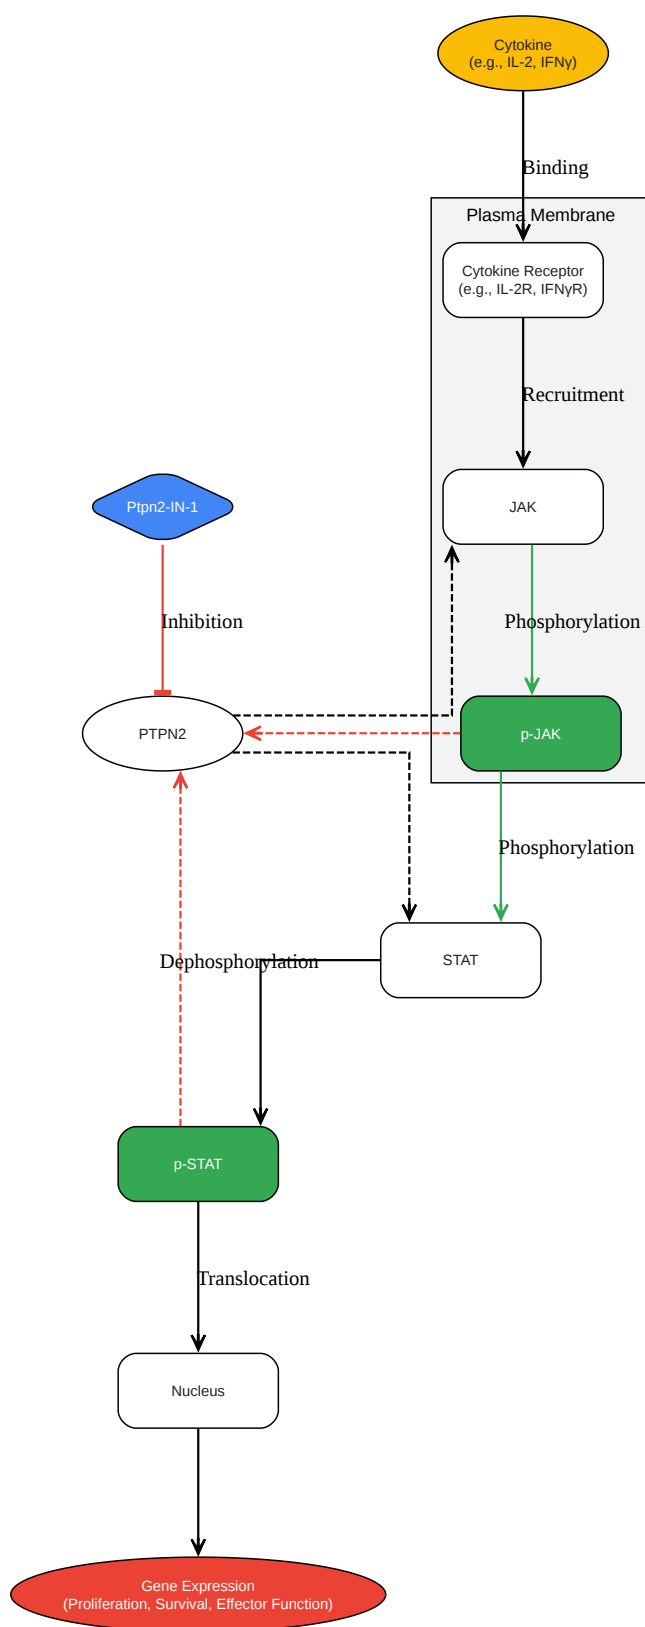 Cytokine
(e.g., IL-2, IFNγ)
Binding
Plasma Membrane
Cytokine Receptor
(e.g., IL-2R, IFNγR)
Recruitment
Ptpn2-IN-1
JAK
Inhibition
Phosphorylation
PTPN2
p-JAK
Phosphorylation
STAT
Dephosphorylation
p-STAT
Translocation
Nucleus
Gene Expression
(Proliferation, Survival, Effector Function)